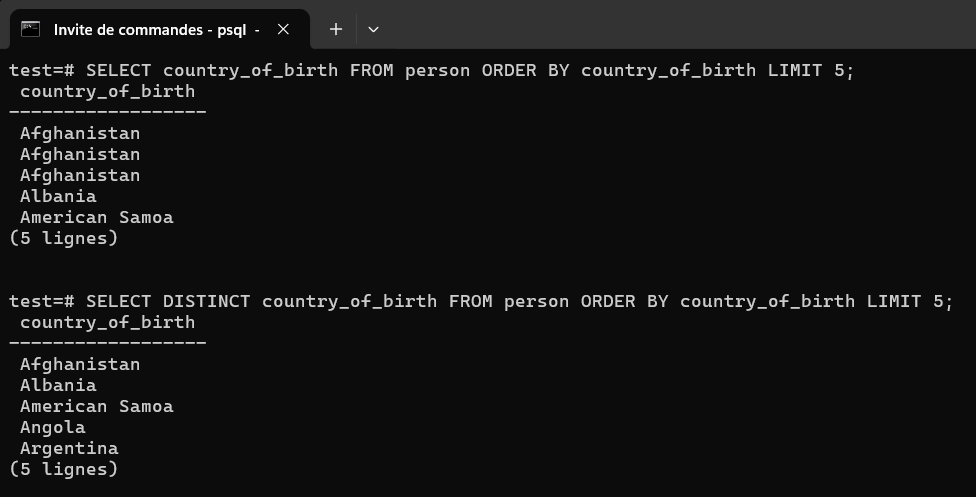 Invite de commandes - psql -
test=# SELECT country_of_birth FROM person ORDER BY country_of_birth LIMIT 5;
country_of_birth
------------------
Afghanistan
Afghanistan
Afghanistan
Albania
American Samoa
(5 lignes)
test=# SELECT DISTINCT country_of_birth FROM person ORDER BY country_of_birth LIMIT 5;
country_of_birth
------------------
Afghanistan
Albania
American Samoa
Angola
Argentina
(5 lignes)